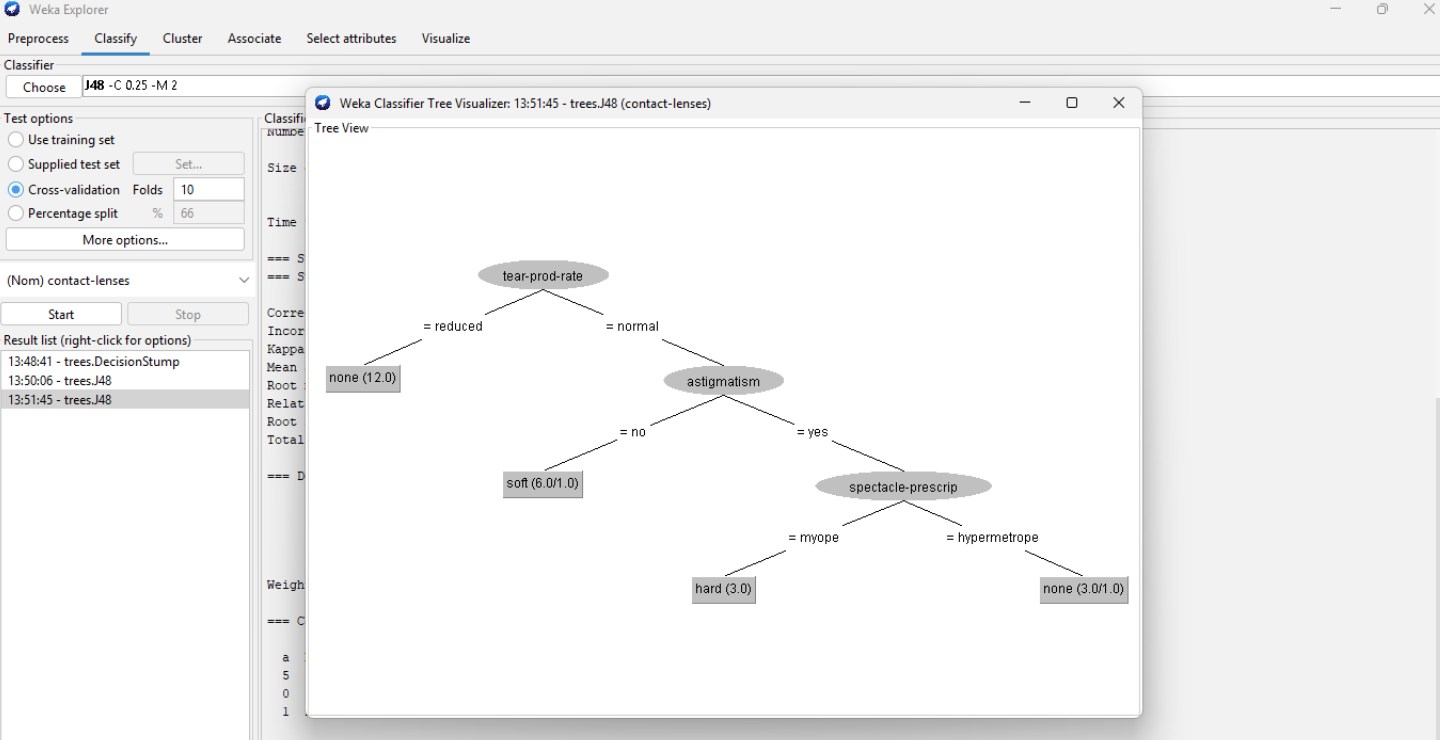 Weka Explorer
Preprocess Classify Cluster Associate Select attributes Visualize
Classifier
Choose J48 -C 0.25 -M 2
Test options
Use training set
Supplied test set Set...
Cross-validation Folds 10
Percentage split % 66
More options...
(Nom) contact-lenses
Start Stop
Result list (right-click for options)
13:48:41 - trees.DecisionStump
13:50:06 - trees.J48
13:51:45 - trees.J48
Classifi
Numbe
Size
Time
=== S
=== S
Corre
Incor
Kappa
Mean
Root
Relat
Root
Total
=== D
Weigh
=== C
a
5
0
1
Weka Classifier Tree Visualizer: 13:51:45 - trees.J48 (contact-lenses)
Tree View
tear-prod-rate
= reduced = normal
none (12.0)
astigmatism
= no = yes
soft (6.0/1.0)
spectacle-prescrip
= myope = hypermetrope
hard (3.0) none (3.0/1.0)